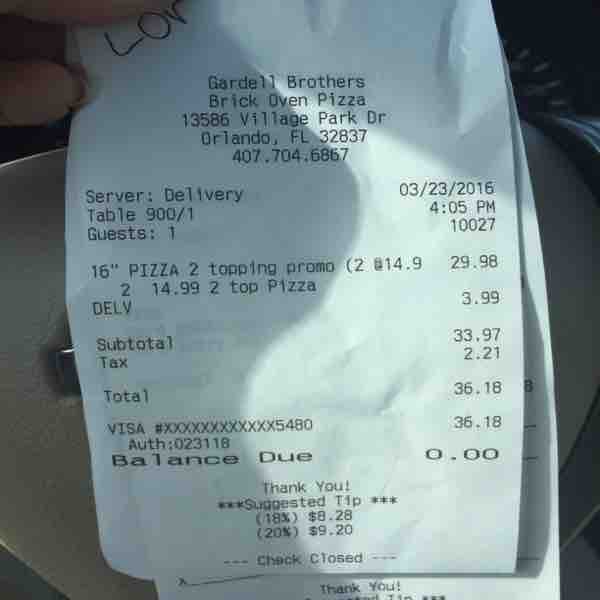 Gardell Brothers
Brick Oven Pizza
13586 Village Park Dr
Orlando, FL 32837
407.704.6867
Server: Delivery 03/23/2016
Table 900/1 4:05 PM
Guests: 1 10027
16" PIZZA 2 topping promo (2 @14.9 29.98
2 14.99 2 top Pizza
DELV 3.99
Subtotal 33.97
Tax 2.21
Total 36.18
VISA #XXXXXXXXXXXX5480 36.18
Auth:023118
Balance Due 0.00
Thank You!
***Suggested Tip ***
(18%) $8.28
(20%) $9.20
--- Check Closed ---
8
X
Thank You!
Tip ***